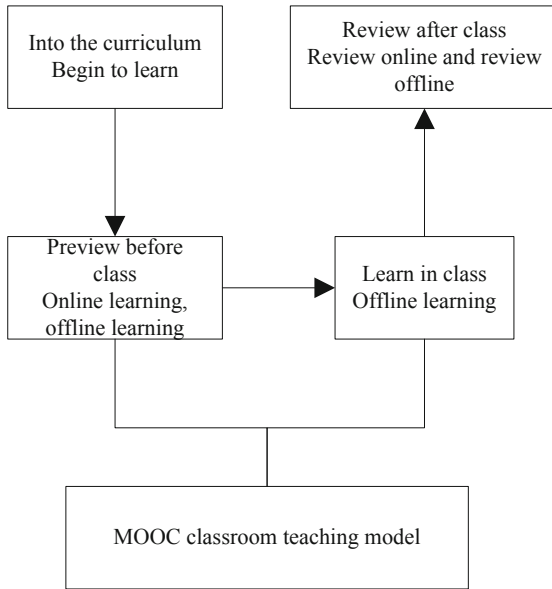 Into the curriculum
Begin to learn
Review after class
Review online and review
offline
Preview before
class
Online learning,
offline learning
Learn in class
Offline learning
MOOC classroom teaching model